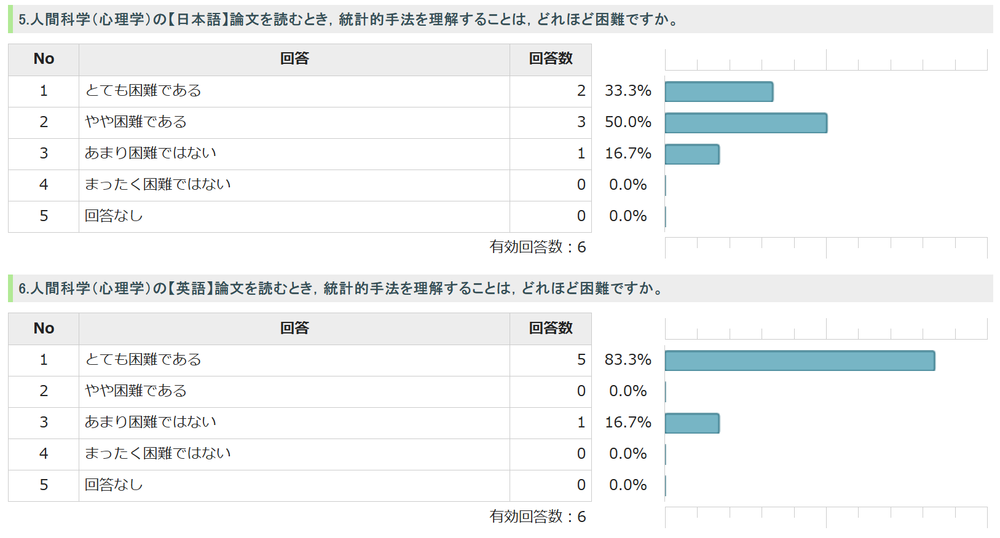 5.人間科学（心理学）の【日本語】論文を読むとき，統計的手法を理解することは，どれほど困難ですか。
No 回答 回答数
1 とても困難である 2 33.3%
2 やや困難である 3 50.0%
3 あまり困難ではない 1 16.7%
4 まったく困難ではない 0 0.0%
5 回答なし 0 0.0%
有効回答数：6
6.人間科学（心理学）の【英語】論文を読むとき，統計的手法を理解することは，どれほど困難ですか。
No 回答 回答数
1 とても困難である 5 83.3%
2 やや困難である 0 0.0%
3 あまり困難ではない 1 16.7%
4 まったく困難ではない 0 0.0%
5 回答なし 0 0.0%
有効回答数：6